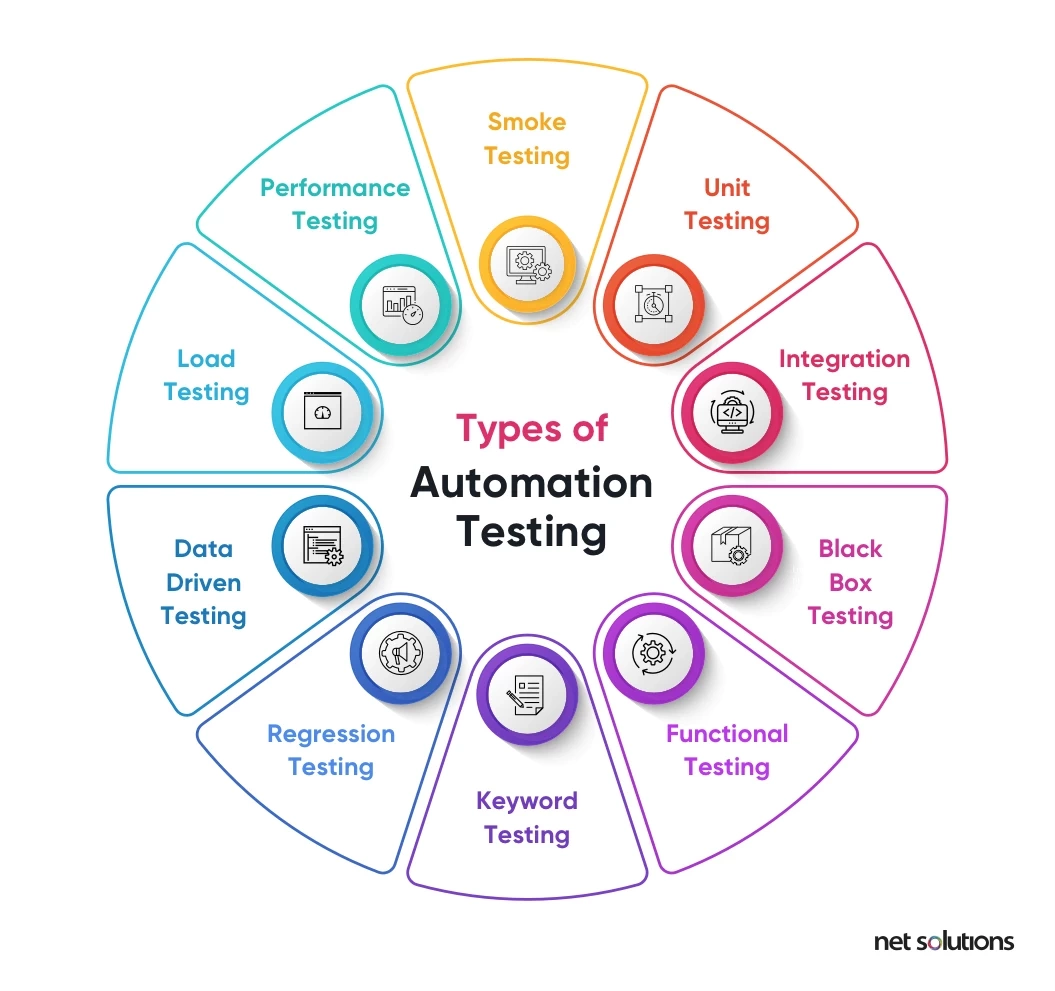 Types of
Automation
Testing
Smoke
Testing
Unit
Testing
Integration
Testing
Black
Box
Testing
Functional
Testing
Keyword
Testing
Regression
Testing
Data
Driven
Testing
Load
Testing
Performance
Testing
net solutions